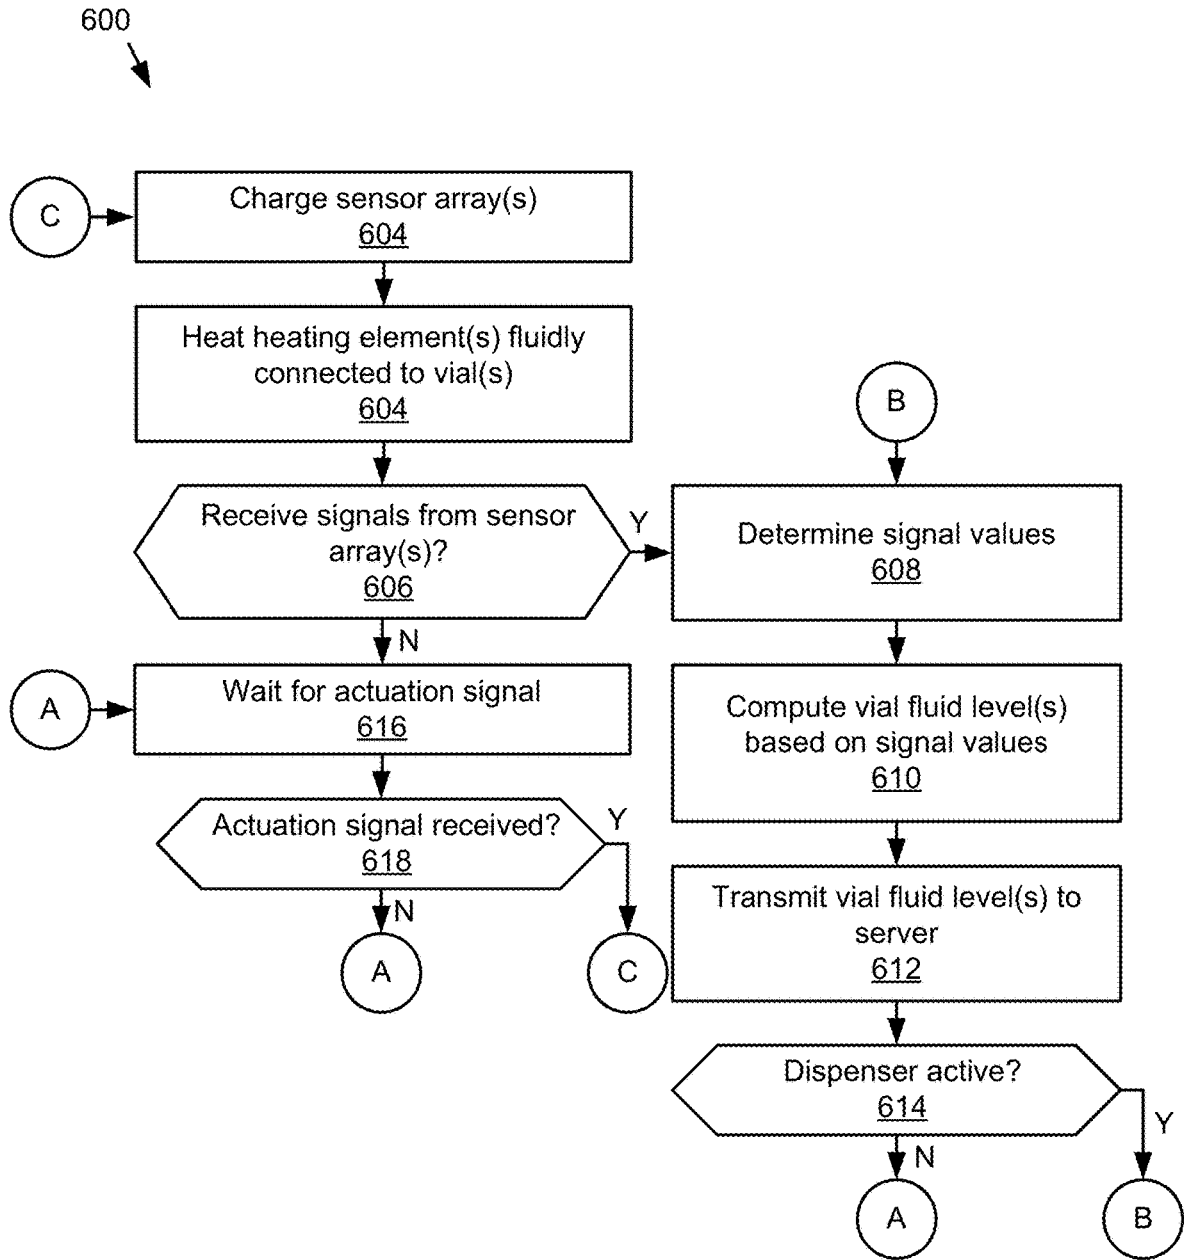 600
C
Charge sensor array(s)
604
Heat heating element(s) fluidly
connected to vial(s)
604
Receive signals from sensor
array(s)?
606
Y
N
A
Wait for actuation signal
616
Actuation signal received?
618
Y
N
A
C
B
Determine signal values
608
Compute vial fluid level(s)
based on signal values
610
Transmit vial fluid level(s) to
server
612
Dispenser active?
614
Y
N
A
B